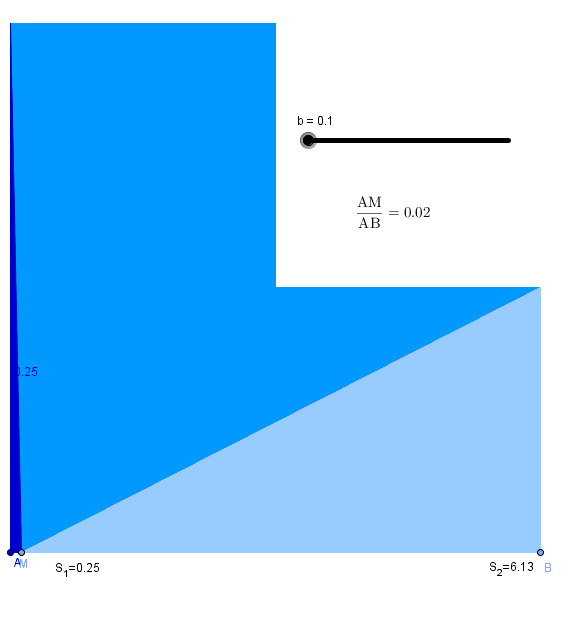 b = 0.1
AM
AB = 0.02
0.25
A M
S1=0.25
S2=6.13 B